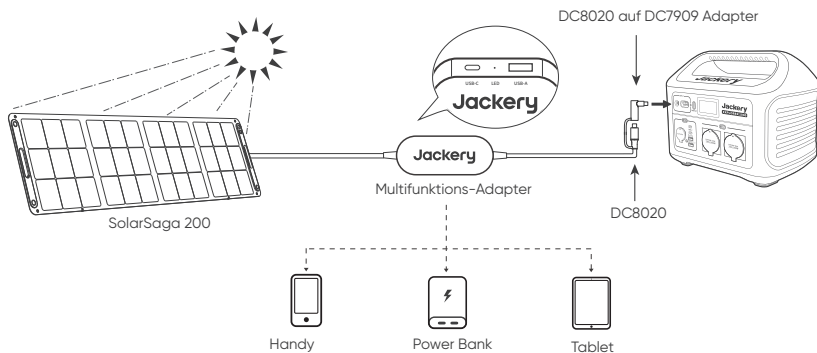 DC8020 auf DC7909 Adapter
USB-C LED USB-A
Jackery
Jackery
Jackery
Jackery
SolarSaga 200
Multifunktions-Adapter
DC8020
Handy
Power Bank
Tablet